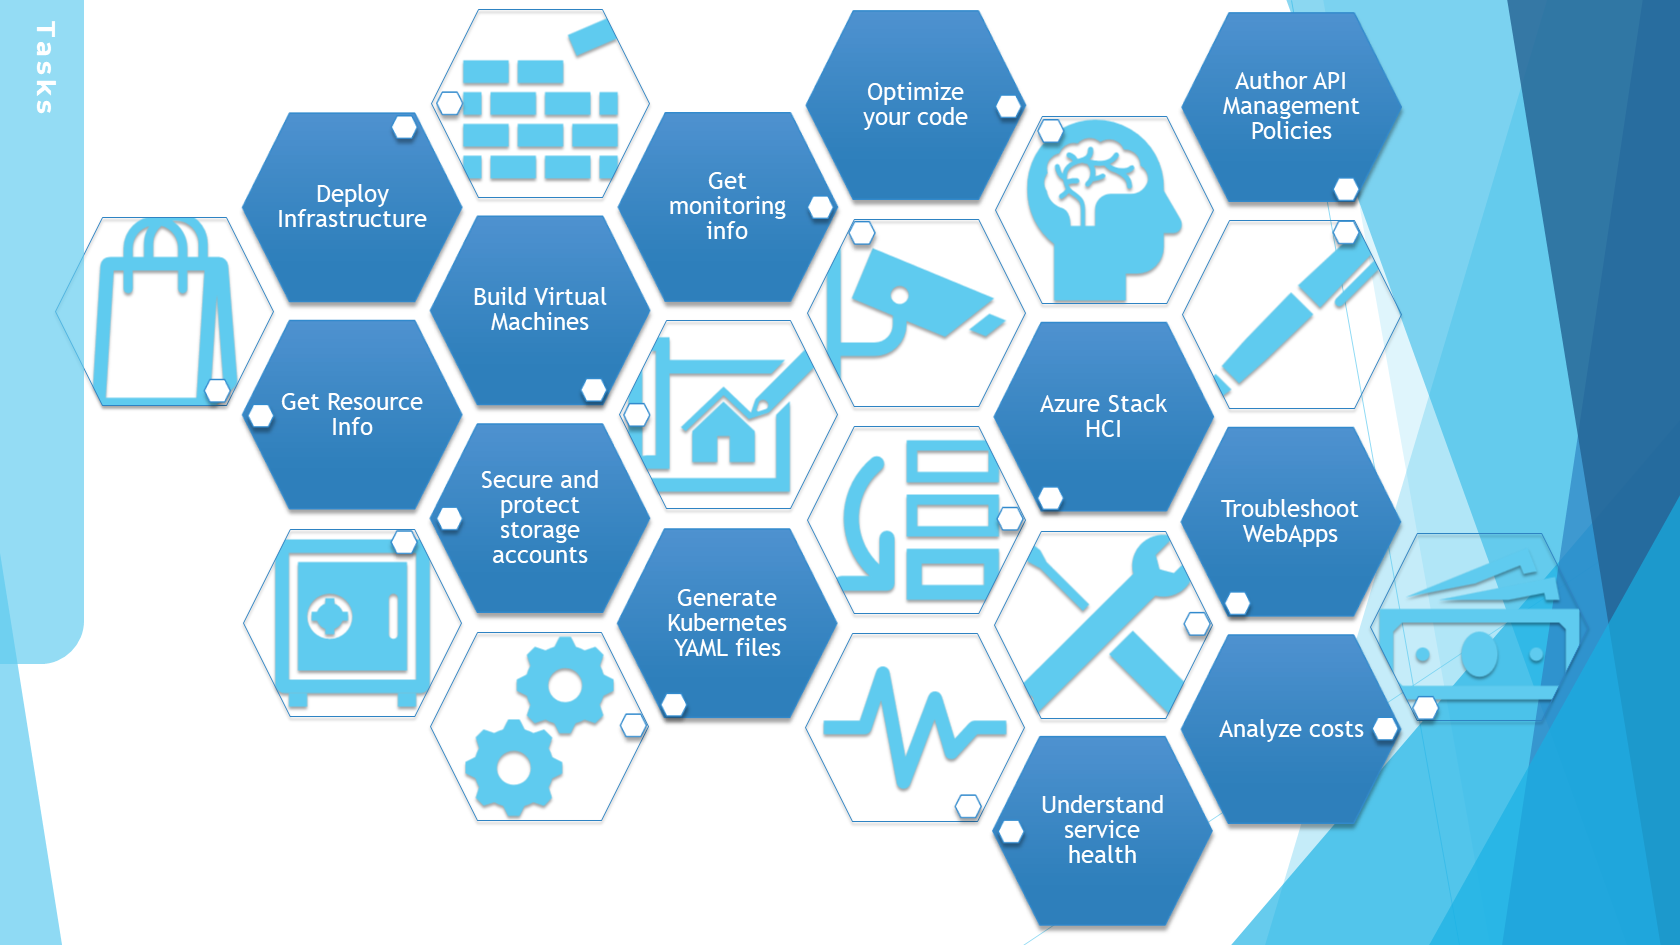 Tasks
Deploy
Infrastructure
Get Resource
Info
Build Virtual
Machines
Secure and
protect
storage
accounts
Get
monitoring
info
Generate
Kubernetes
YAML files
Optimize
your code
Azure Stack
HCI
Understand
service
health
Author API
Management
Policies
Troubleshoot
WebApps
Analyze costs